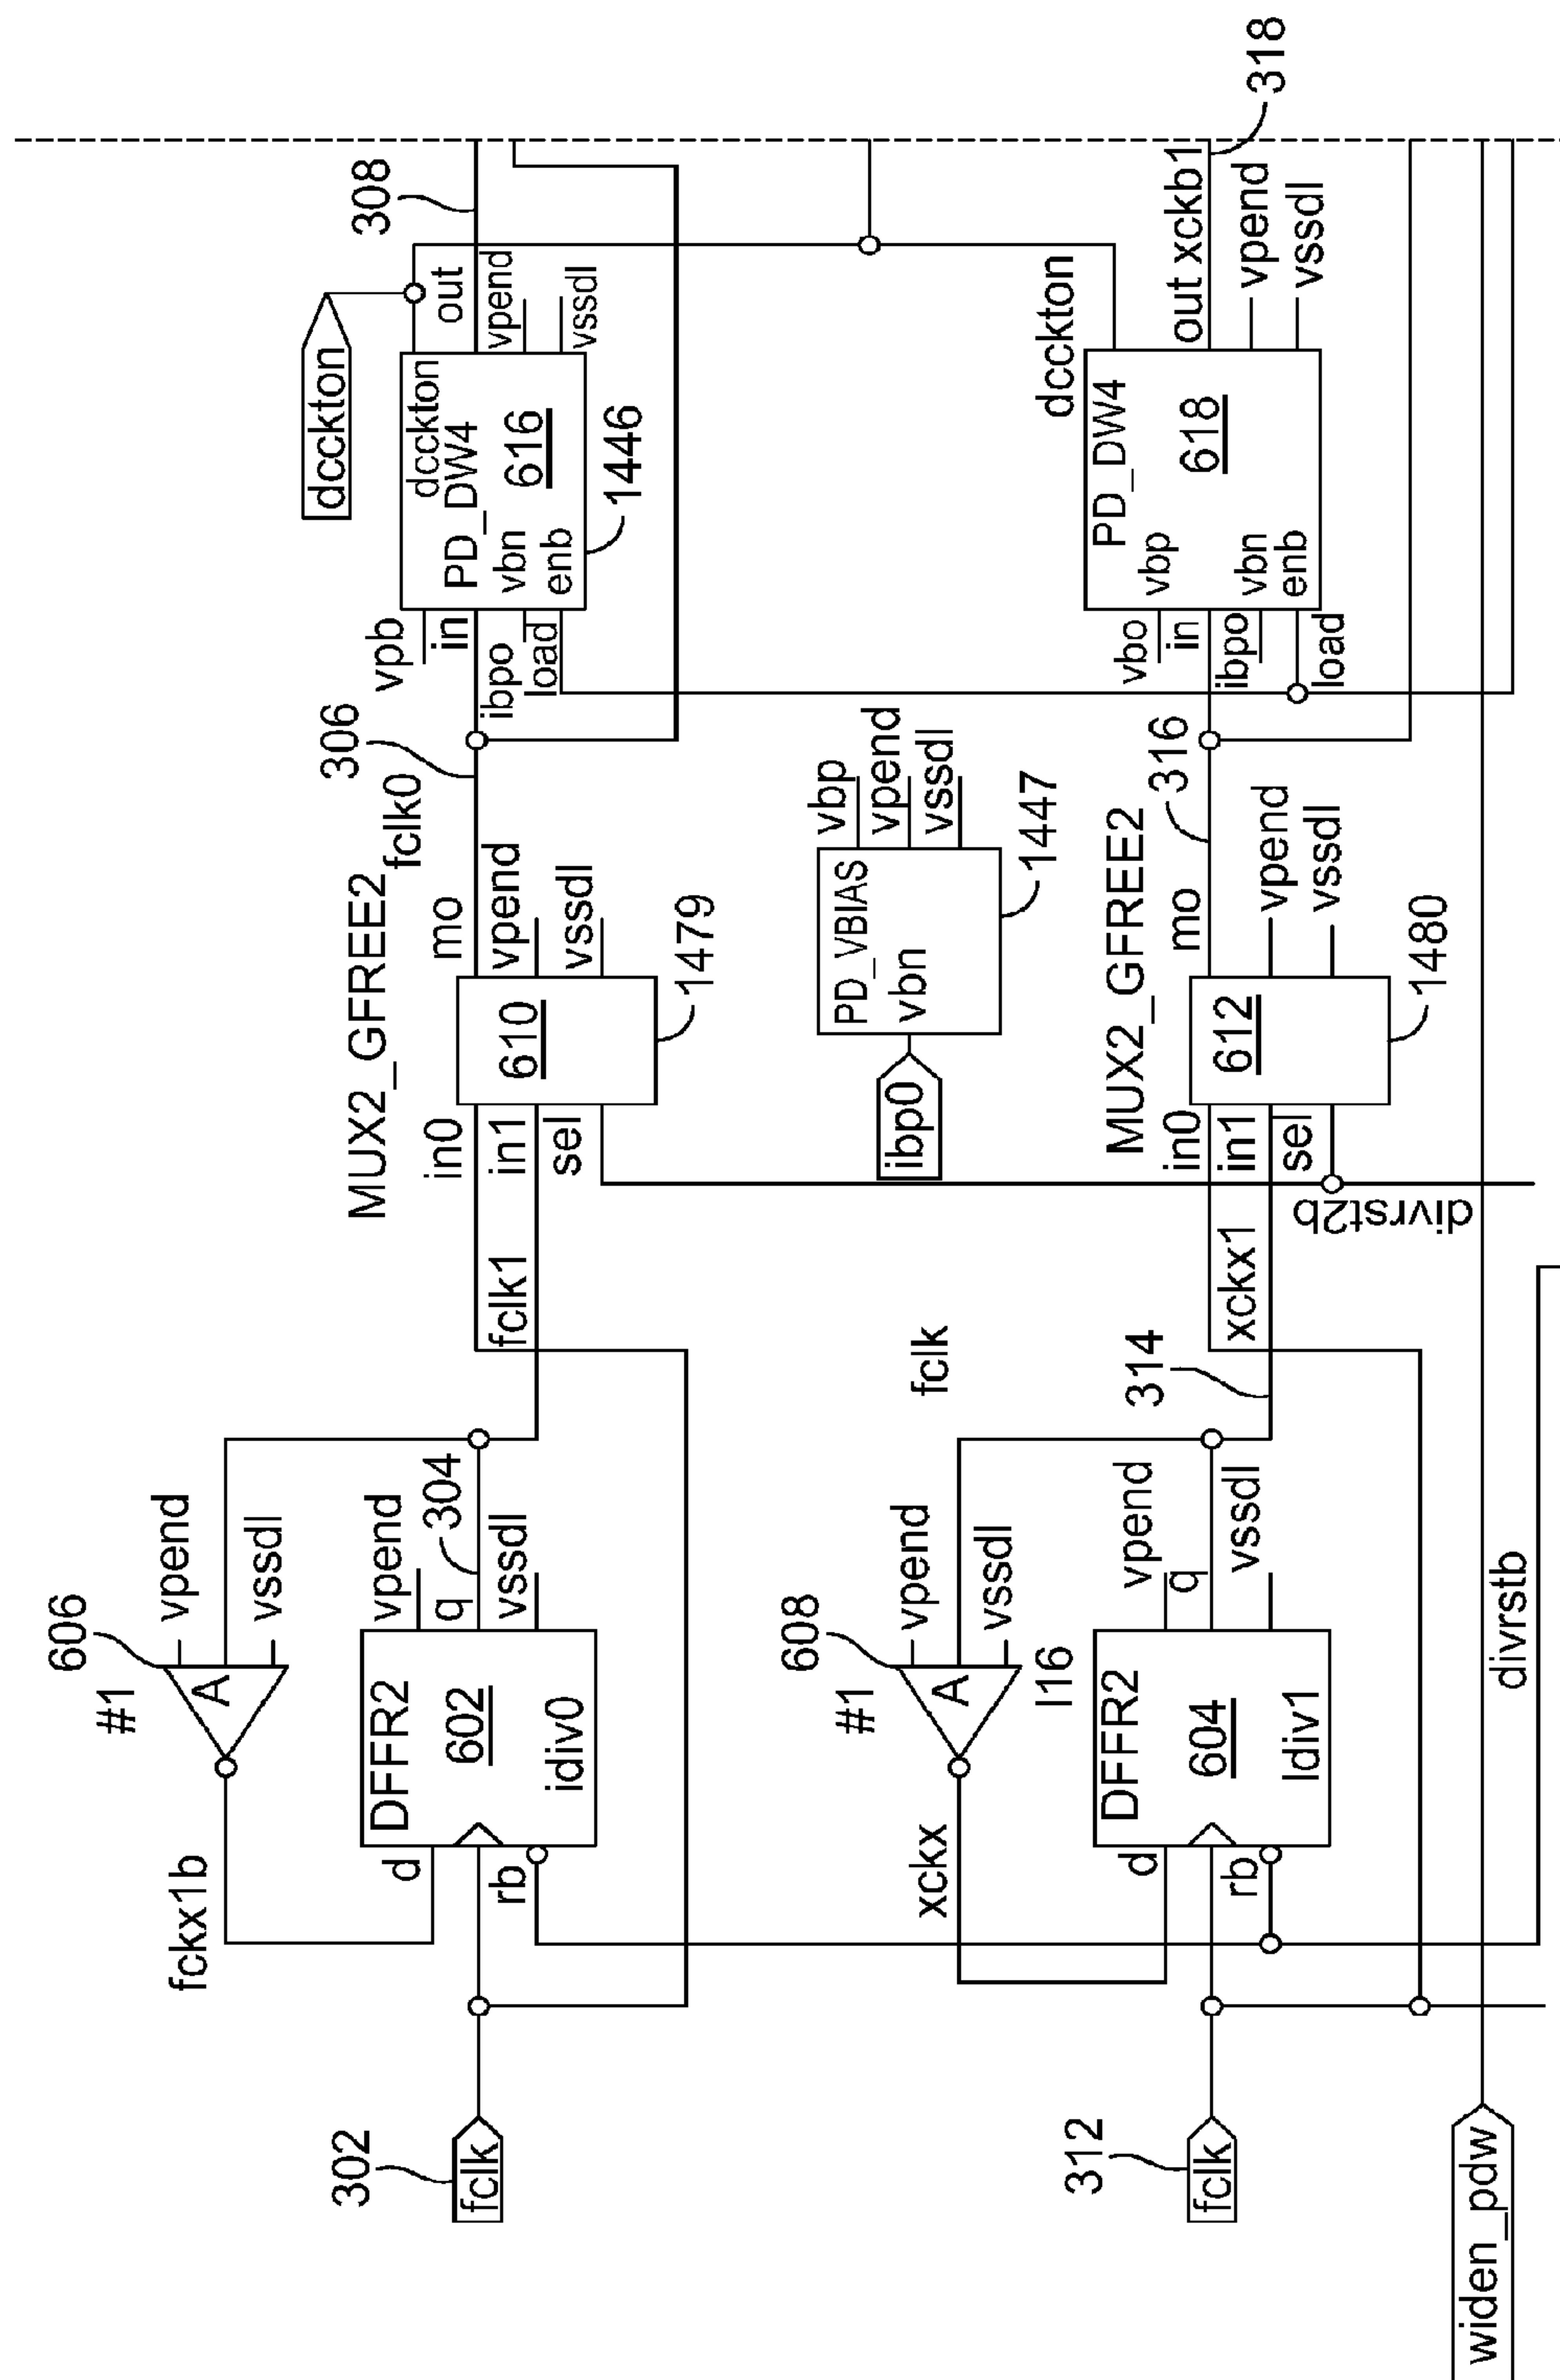 606
#1
A
vpend
vssdl
fckx1b
302
fclk
DFFR2
602
idiv0
d
rb
vpend
q
304
vssdl
fclk1
MUX2_GFREE2
in0
in1
sel
610
mo
vpend
vssdl
1479
fclk0
306
vpb
in
ibpo
load
dcckton
dcckton
PD_DW4
vbn
616
enb
1446
out
vpend
vssdl
308
ibp0
PD_VBIAS
vbn
vbp
vpend
vssdl
1447
608
#1
A
vpend
vssdl
I16
xckx
fclk
312
fclk
DFFR2
604
Idiv1
d
rb
vpend
q
vssdl
314
xckx1
MUX2_GFREE2
in0
in1
sel
612
mo
vpend
vssdl
1480
divrst2b
316
vbo
in
ibpo
load
dcckton
PD_DW4
vbp
618
vbn
enb
out xckb1
vpend
vssdl
318
widen_pdw
divrstb